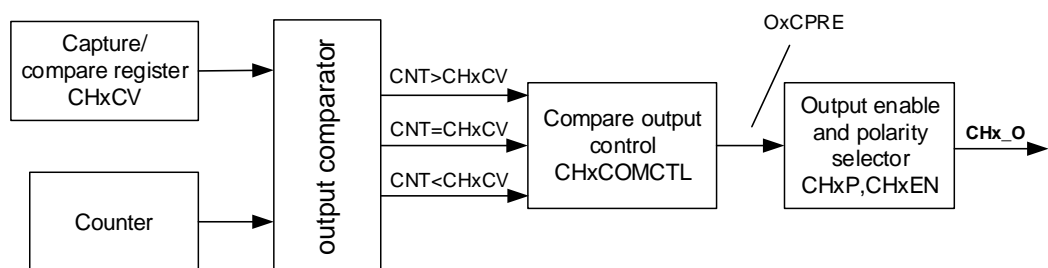 OxCPRE
Capture/
compare register
CHxCV
output comparator
CNT>CHxCV
CNT=CHxCV
CNT<CHxCV
Compare output
control
CHxCOMCTL
Output enable
and polarity
selector
CHxP,CHxEN
CHx_O
Counter